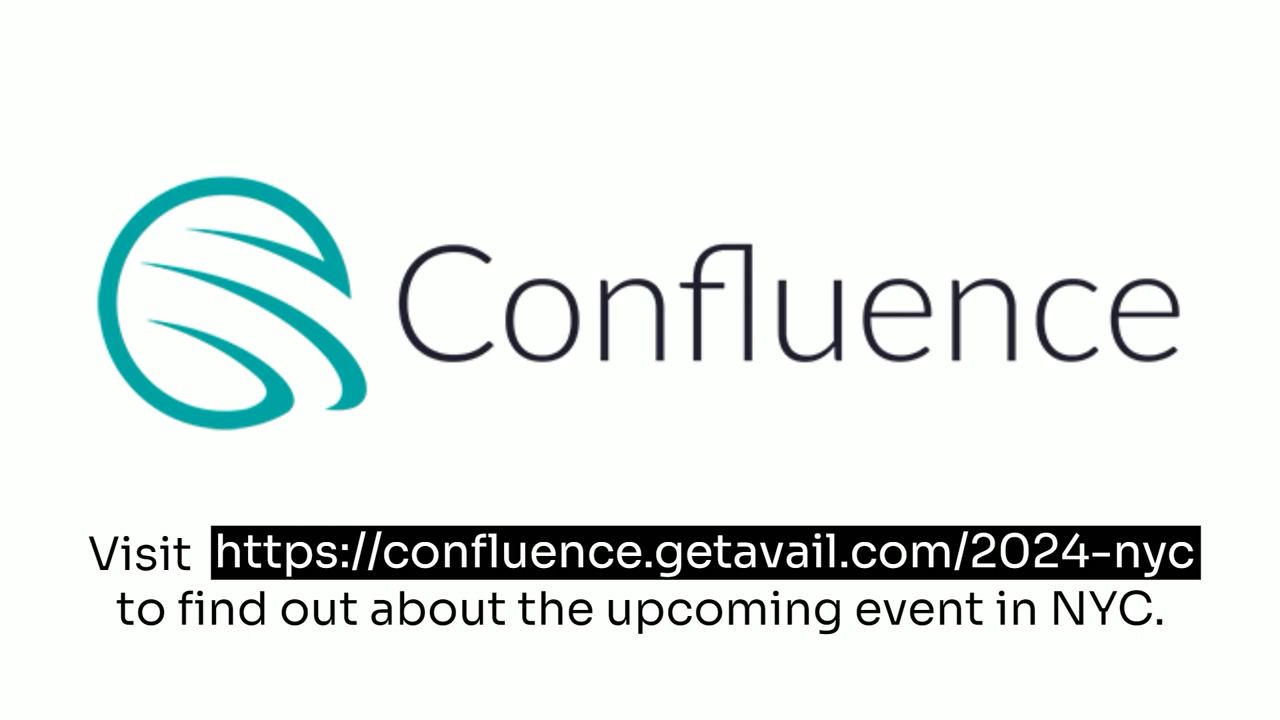 Confluence
Visit https://confluence.getavail.com/2024-nyc
to find out about the upcoming event in NYC.